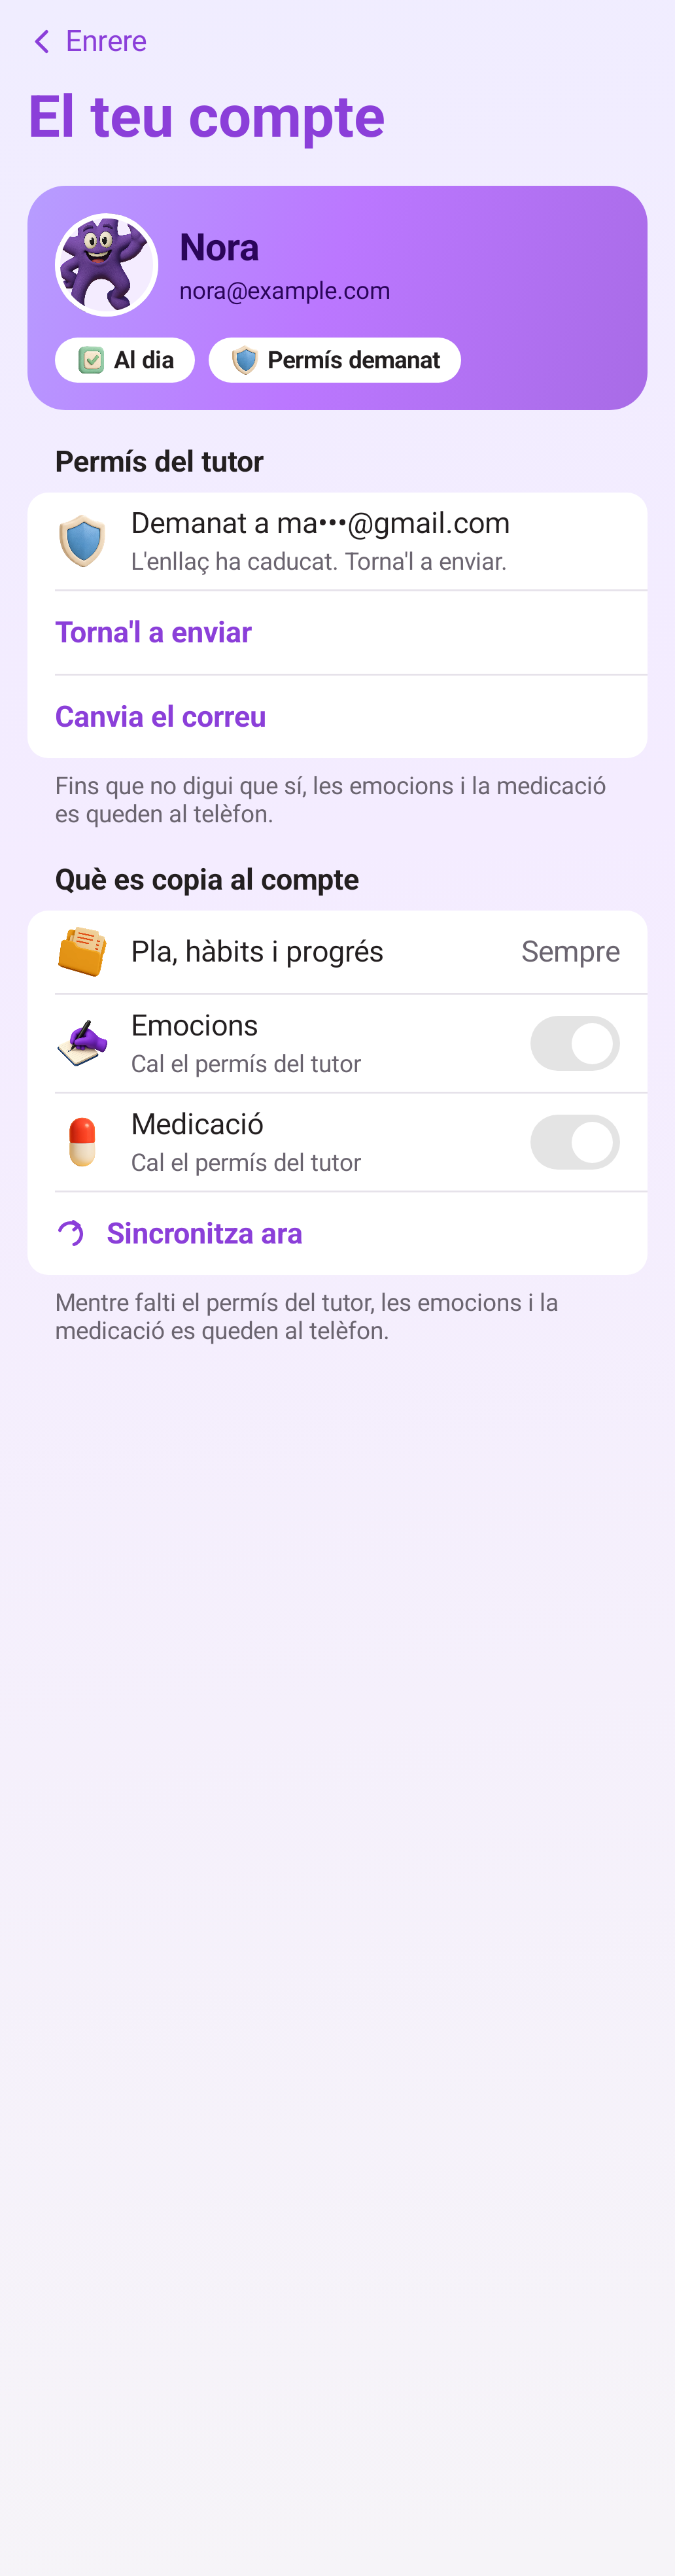 Enrere
El teu compte
Nora
nora@example.com
Al dia
Permís demanat
Permís del tutor
Demanat a ma•••@gmail.com
L'enllaç ha caducat. Torna'l a enviar.
Torna'l a enviar
Canvia el correu
Fins que no digui que sí, les emocions i la medicació
es queden al telèfon.
Què es copia al compte
Pla, hàbits i progrés
Sempre
Emocions
Cal el permís del tutor
Medicació
Cal el permís del tutor
Sincronitza ara
Mentre falti el permís del tutor, les emocions i la
medicació es queden al telèfon.